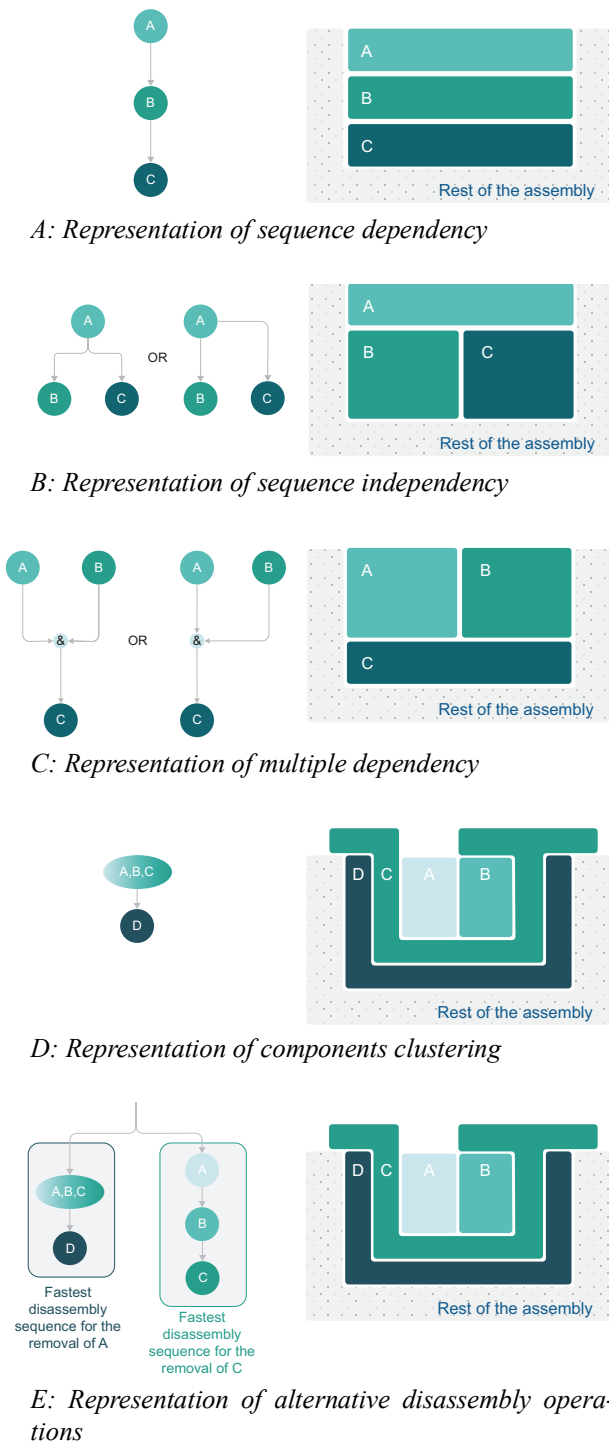 A
B
C
A
B
C
Rest of the assembly
A: Representation of sequence dependency
A
B
C
OR
A
B
C
A
B
C
Rest of the assembly
B: Representation of sequence independency
A
B
&
C
OR
A
B
&
C
A
B
C
Rest of the assembly
C: Representation of multiple dependency
A,B,C
D
D
C
A
B
Rest of the assembly
D: Representation of components clustering
A,B,C
D
Fastest
disassembly
sequence for the
removal of A
A
B
C
Fastest
disassembly
sequence for the
removal of C
D
C
A
B
Rest of the assembly
E: Representation of alternative disassembly opera-
tions